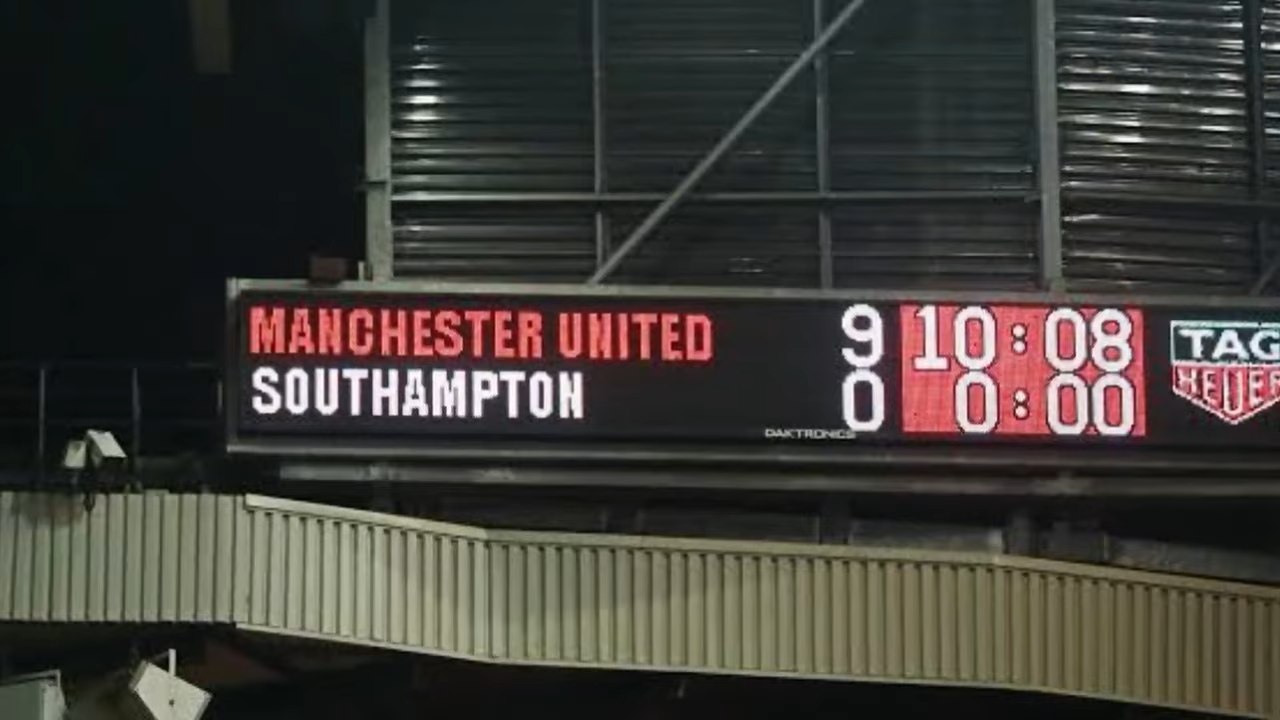 MANCHESTER UNITED 9 10:08
SOUTHAMPTON 0 0:00
DAKTRONICS
TAG
HEUER